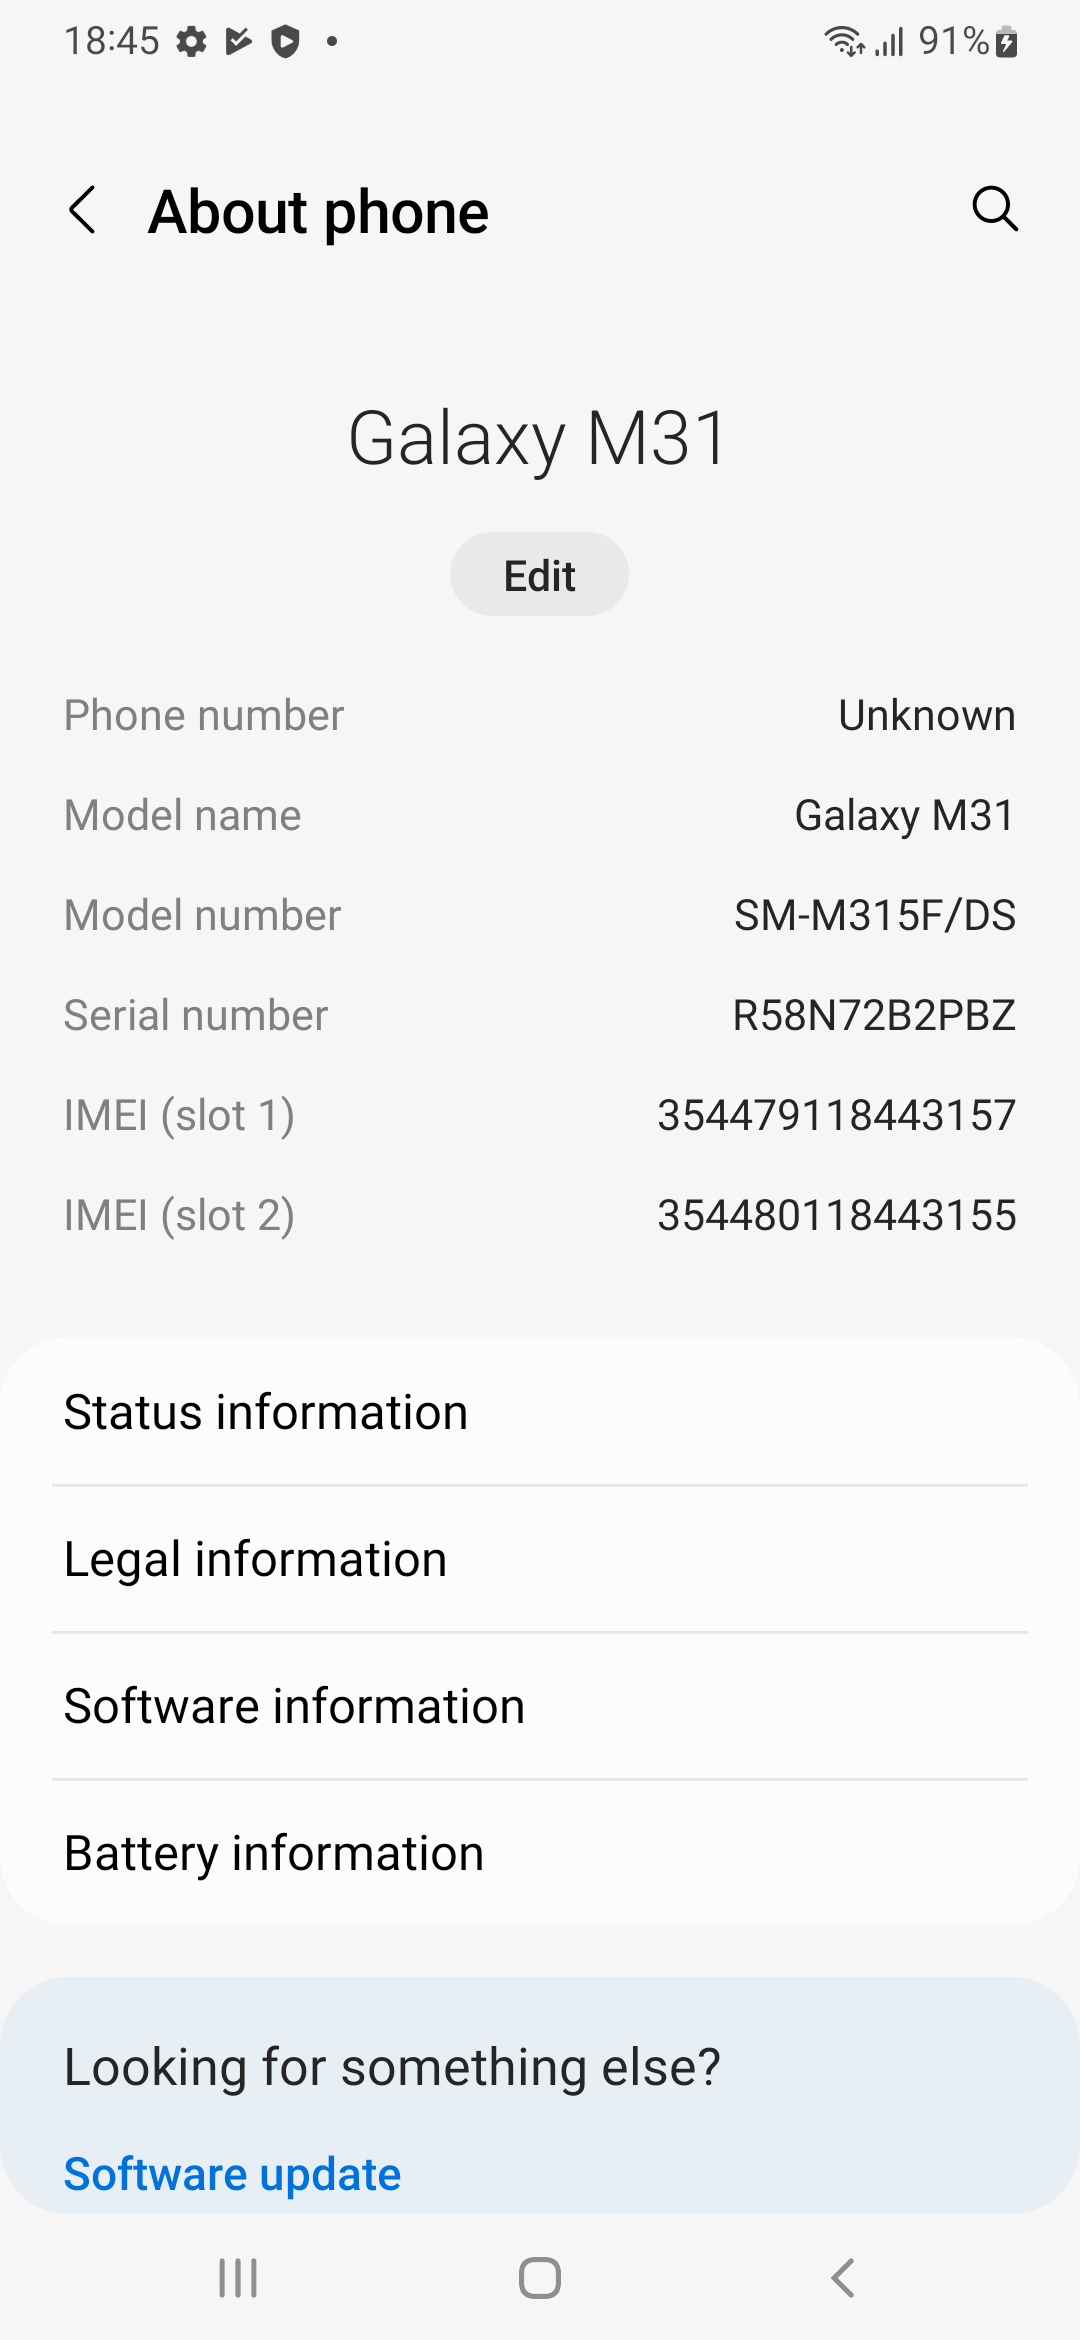 18:45 91%
About phone
Galaxy M31
Edit
Phone number Unknown
Model name Galaxy M31
Model number SM-M315F/DS
Serial number R58N72B2PBZ
IMEI (slot 1) 354479118443157
IMEI (slot 2) 354480118443155
Status information
Legal information
Software information
Battery information
Looking for something else?
Software update